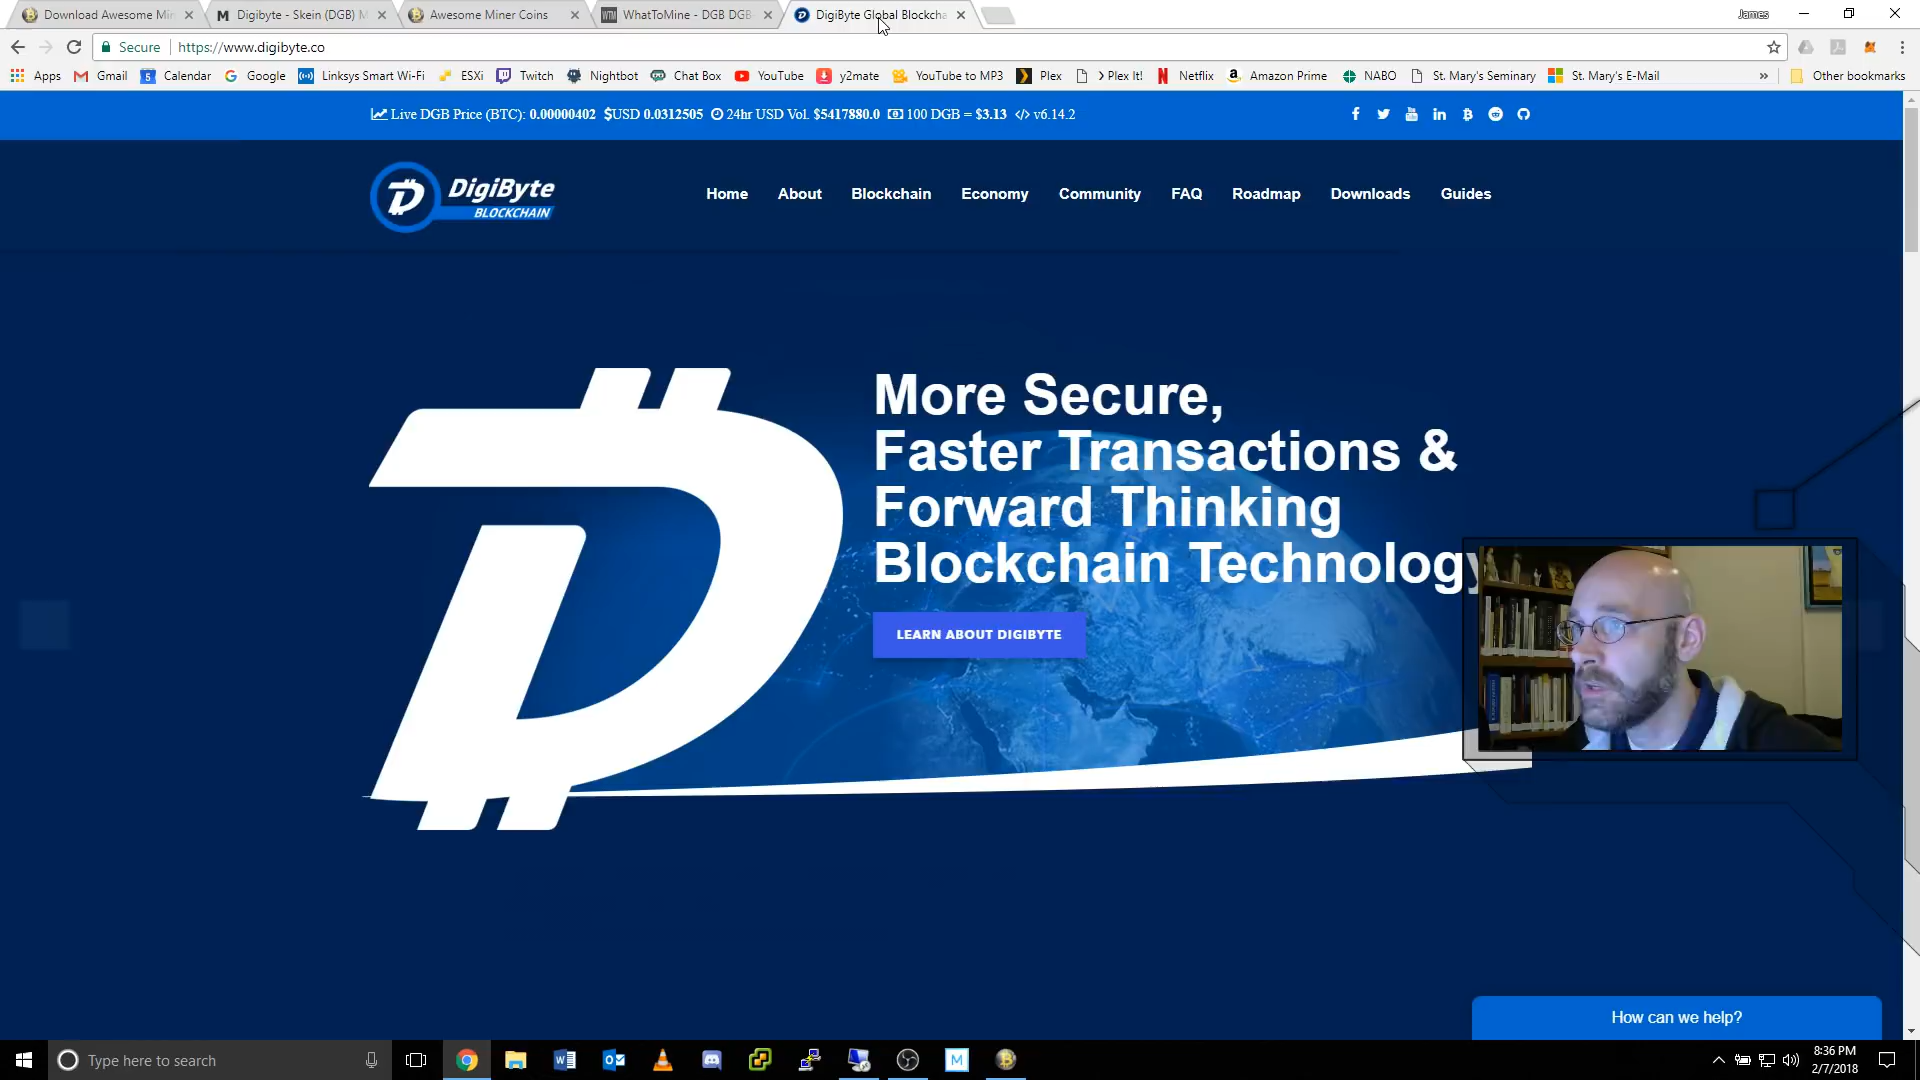 Download Awesome Min
Digibyte - Skein (DGB) M
Awesome Miner Coins
WhatToMine - DGB DGB-
DigiByte Global Blockcha
James
Secure
https://www.digibyte.co
Apps
Gmail
Calendar
Google
Linksys Smart Wi-Fi
ESXi
Twitch
Nightbot
Chat Box
YouTube
y2mate
YouTube to MP3
Plex
> Plex It!
Netflix
Amazon Prime
NABO
St. Mary's Seminary
St. Mary's E-Mail
»
Other bookmarks
Live DGB Price (BTC): 0.00000402 $USD 0.0312505 24hr USD Vol. $5417880.0 100 DGB = $3.13 </> v6.14.2
DigiByte
BLOCKCHAIN
Home
About
Blockchain
Economy
Community
FAQ
Roadmap
Downloads
Guides
More Secure,
Faster Transactions &
Forward Thinking
Blockchain Technology
LEARN ABOUT DIGIBYTE
How can we help?
Type here to search
8:36 PM
2/7/2018